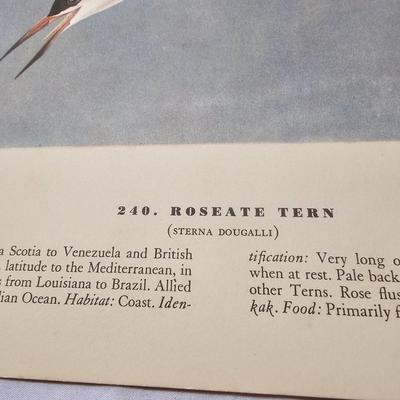 240. ROSEATE TERN
(STERNA DOUGALLI)
Scotia to Venezuela and British
latitude to the Mediterranean, in
from Louisiana to Brazil. Allied
Ocean. Habitat: Coast. Iden-
tification: Very long
when at rest. Pale back
other Terns. Rose
kak. Food: Primarily